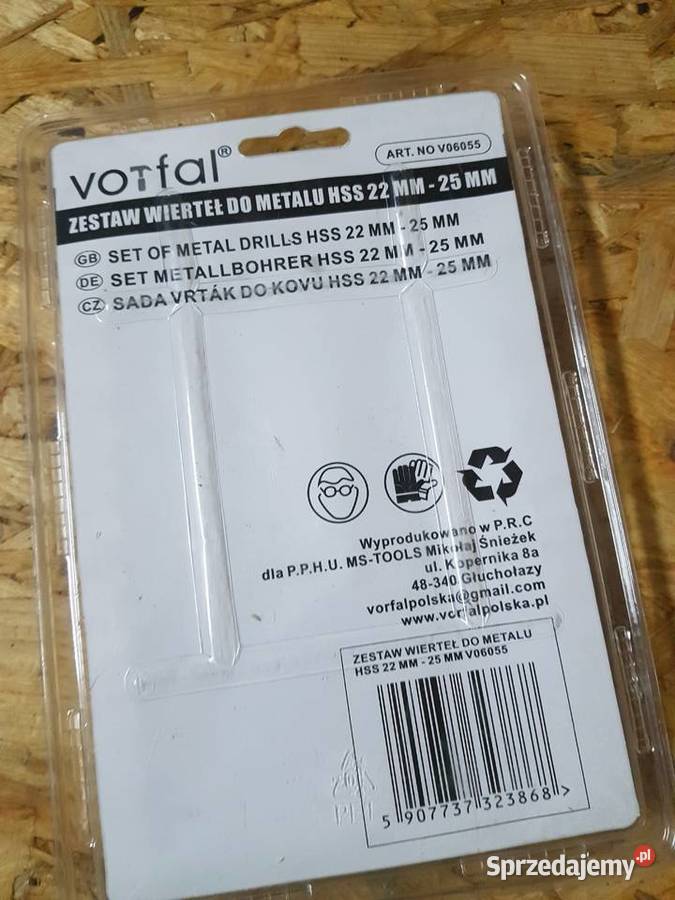 vorfal®
ART. NO V06055
ZESTAW WIERTEŁ DO METALU HSS 22 MM - 25 MM
GB SET OF METAL DRILLS HSS 22 MM - 25 MM
DE SET METALLBOHRER HSS 22 MM - 25 MM
CZ SADA VRTÁK DO KOVU HSS 22 MM - 25 MM
Wyprodukowano w P.R.C
dla P.P.H.U. MS-TOOLS Mikołaj Śnieżek
ul. Kopernika 8a
48-340 Głuchołazy
vorfalpolska@gmail.com
www.vorfalpolska.pl
ZESTAW WIERTEŁ DO METALU
HSS 22 MM - 25 MM V06055
5 907737 323868 >
Sprzedajemy.pl